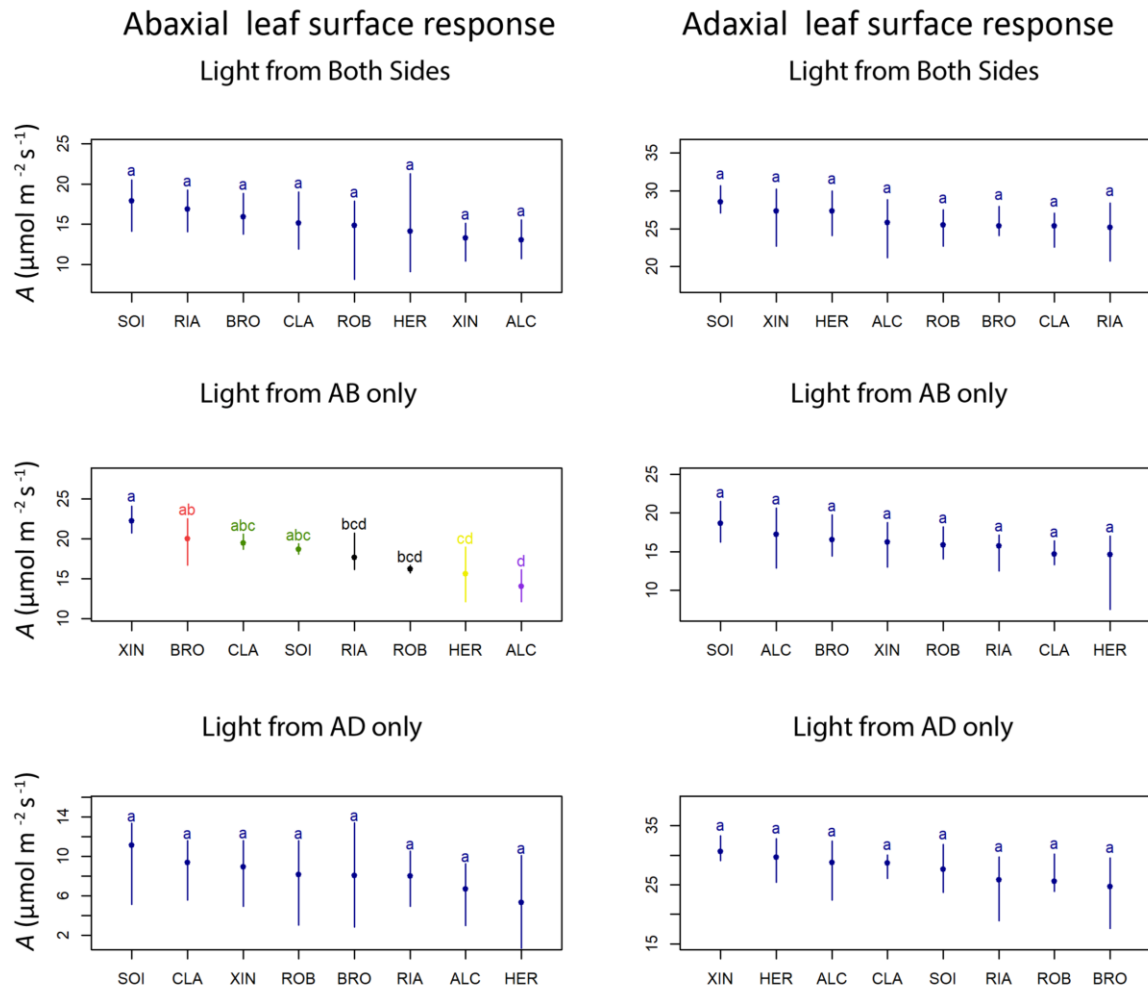 Abaxial leaf surface response
Adaxial leaf surface response
Light from Both Sides
Light from Both Sides
A (µmol m⁻² s⁻¹)
25
20
15
10
a a a a a a a a
SOI RIA BRO CLA ROB HER XIN ALC
35
30
25
20
a a a a a a a a
SOI XIN HER ALC ROB BRO CLA RIA
Light from AB only
Light from AB only
A (µmol m⁻² s⁻¹)
25
20
15
10
a ab abc abc bcd bcd cd d
XIN BRO CLA SOI RIA ROB HER ALC
25
20
15
10
a a a a a a a a
SOI ALC BRO XIN ROB RIA CLA HER
Light from AD only
Light from AD only
A (µmol m⁻² s⁻¹)
14
10
6
2
a a a a a a a a
SOI CLA XIN ROB BRO RIA ALC HER
35
25
15
a a a a a a a a
XIN HER ALC CLA SOI RIA ROB BRO